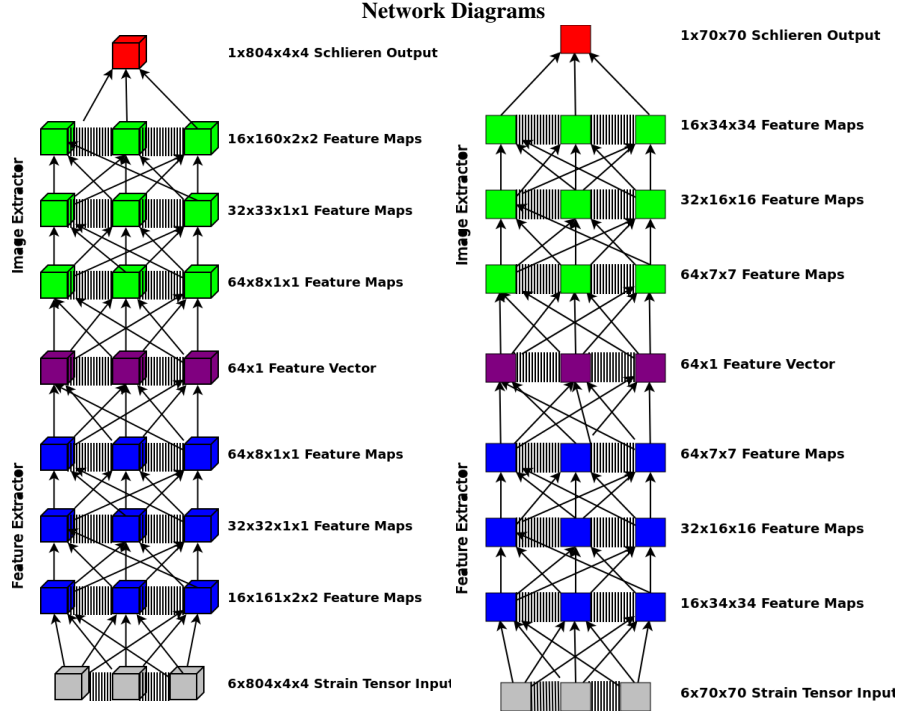 Network Diagrams
1x804x4x4 Schlieren Output
16x160x2x2 Feature Maps
32x33x1x1 Feature Maps
64x8x1x1 Feature Maps
64x1 Feature Vector
64x8x1x1 Feature Maps
32x32x1x1 Feature Maps
16x161x2x2 Feature Maps
6x804x4x4 Strain Tensor Input
Image Extractor
Feature Extractor
1x70x70 Schlieren Output
16x34x34 Feature Maps
32x16x16 Feature Maps
64x7x7 Feature Maps
64x1 Feature Vector
64x7x7 Feature Maps
32x16x16 Feature Maps
16x34x34 Feature Maps
6x70x70 Strain Tensor Input
Image Extractor
Feature Extractor